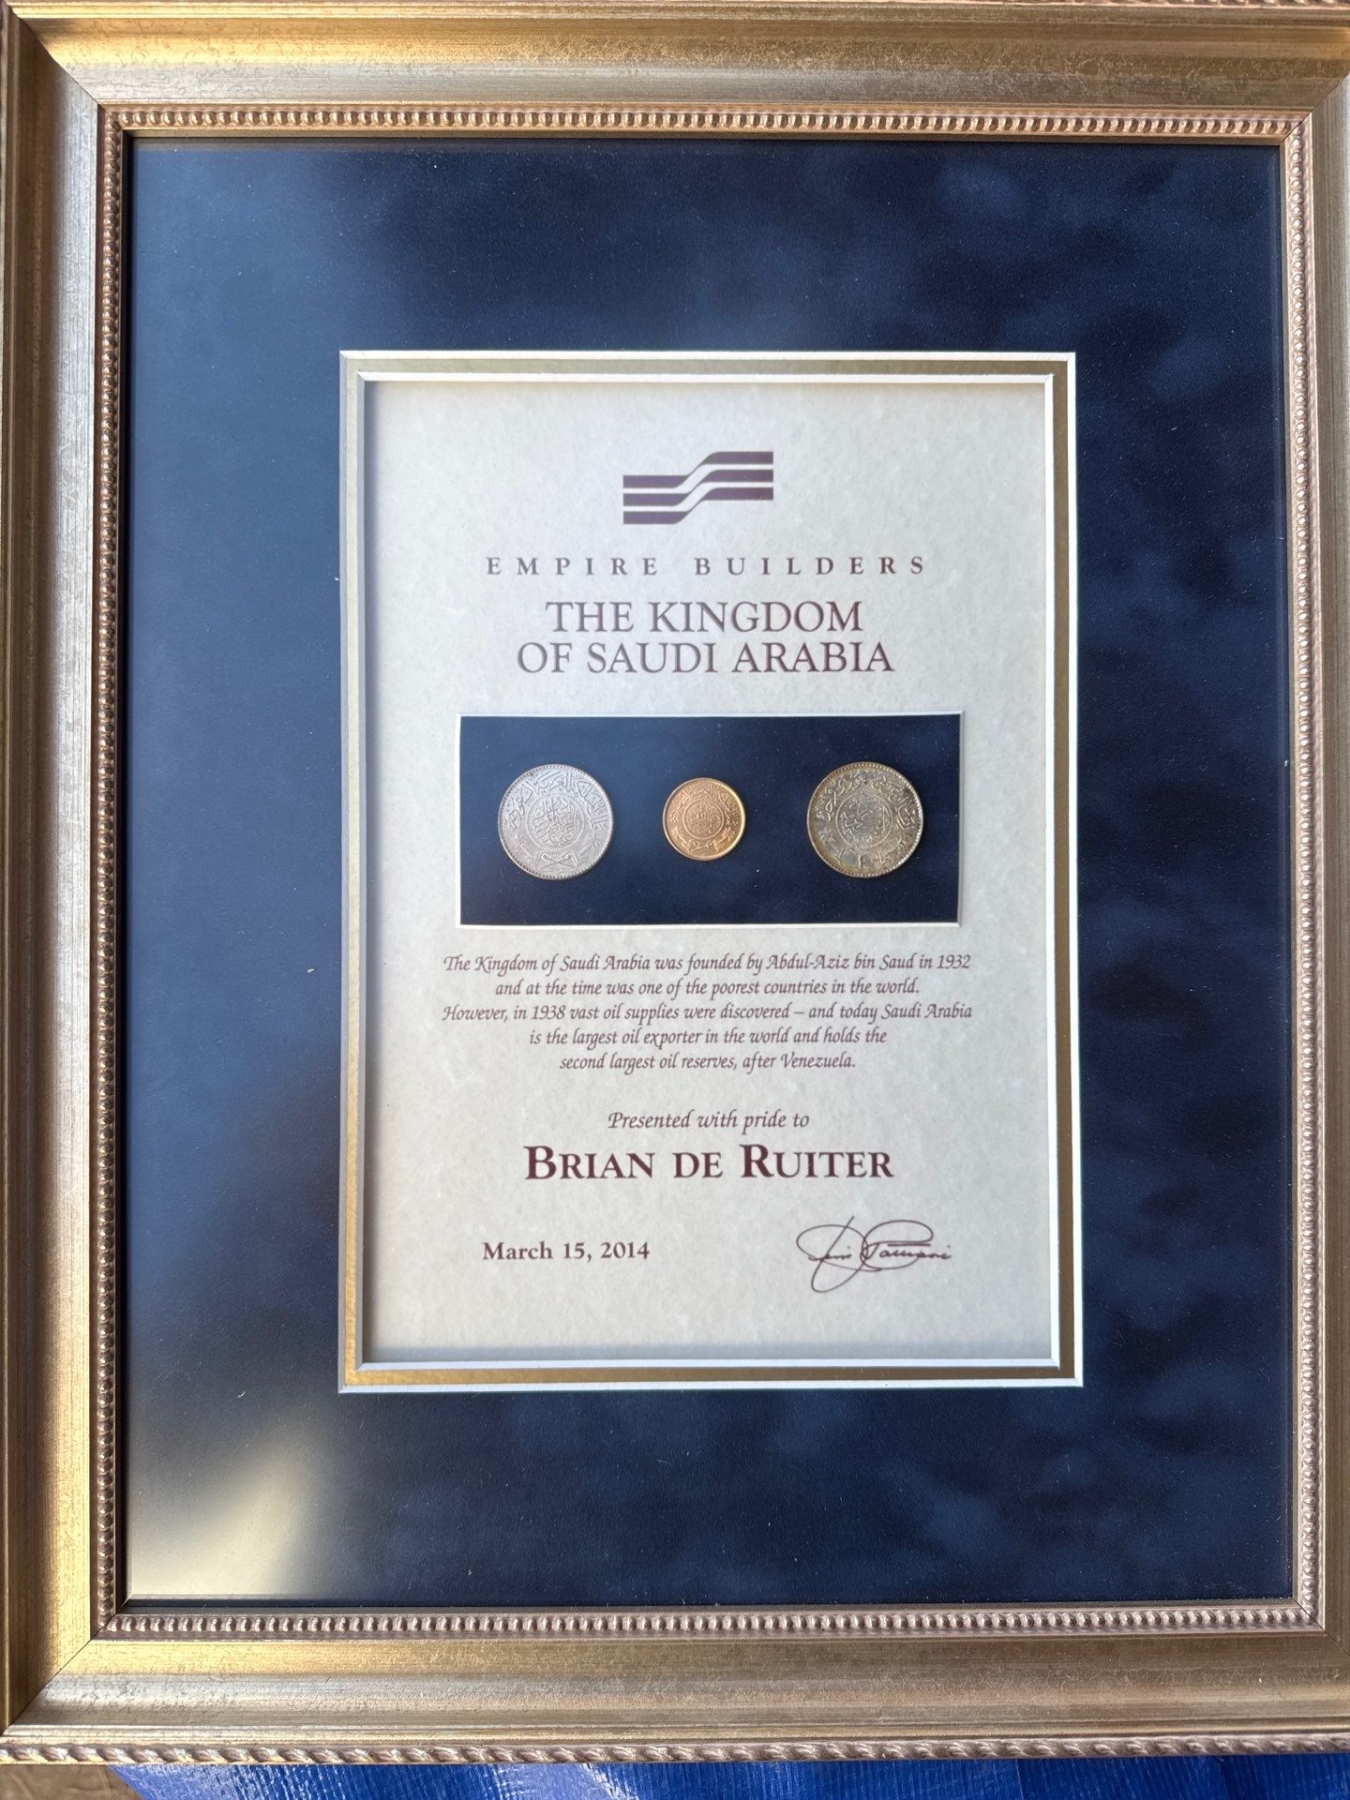 EMPIRE BUILDERS
THE KINGDOM
OF SAUDI ARABIA
The Kingdom of Saudi Arabia was founded by Abdul-Aziz bin Saud in 1932
and at the time was one of the poorest countries in the world.
However, in 1938 vast oil supplies were discovered – and today Saudi Arabia
is the largest oil exporter in the world and holds the
second largest oil reserves, after Venezuela.
Presented with pride to
BRIAN DE RUITER
March 15, 2014